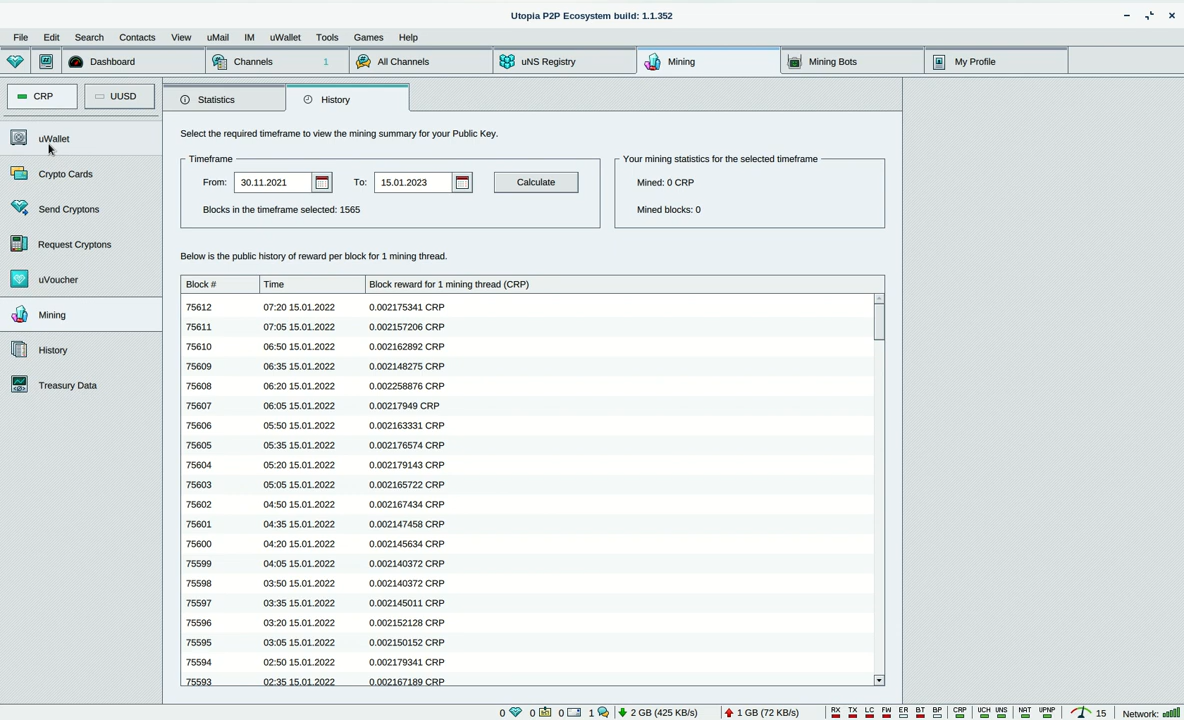 Utopia P2P Ecosystem build: 1.1.352
File Edit Search Contacts View uMail IM uWallet Tools Games Help
Dashboard Channels 1 All Channels uNS Registry Mining Mining Bots My Profile
CRP UUSD
uWallet
Crypto Cards
Send Cryptons
Request Cryptons
uVoucher
Mining
History
Treasury Data
Statistics History
Select the required timeframe to view the mining summary for your Public Key.
Timeframe
From: 30.11.2021 To: 15.01.2023 Calculate
Blocks in the timeframe selected: 1565
Your mining statistics for the selected timeframe
Mined: 0 CRP
Mined blocks: 0
Below is the public history of reward per block for 1 mining thread.
Block # Time Block reward for 1 mining thread (CRP)
75612 07:20 15.01.2022 0.002175341 CRP
75611 07:05 15.01.2022 0.002157206 CRP
75610 06:50 15.01.2022 0.002162892 CRP
75609 06:35 15.01.2022 0.002148275 CRP
75608 06:20 15.01.2022 0.002258876 CRP
75607 06:05 15.01.2022 0.00217949 CRP
75606 05:50 15.01.2022 0.002163331 CRP
75605 05:35 15.01.2022 0.002176574 CRP
75604 05:20 15.01.2022 0.002179143 CRP
75603 05:05 15.01.2022 0.002165722 CRP
75602 04:50 15.01.2022 0.002167434 CRP
75601 04:35 15.01.2022 0.002147458 CRP
75600 04:20 15.01.2022 0.002145634 CRP
75599 04:05 15.01.2022 0.002140372 CRP
75598 03:50 15.01.2022 0.002140372 CRP
75597 03:35 15.01.2022 0.002145011 CRP
75596 03:20 15.01.2022 0.002152128 CRP
75595 03:05 15.01.2022 0.002150152 CRP
75594 02:50 15.01.2022 0.002179341 CRP
75593 02:35 15.01.2022 0.002167189 CRP
0 0 0 1 2 GB (425 KB/s) 1 GB (72 KB/s) RX TX LC FW ER BT BP CRP UCH UNS NAT UPNP 15 Network: